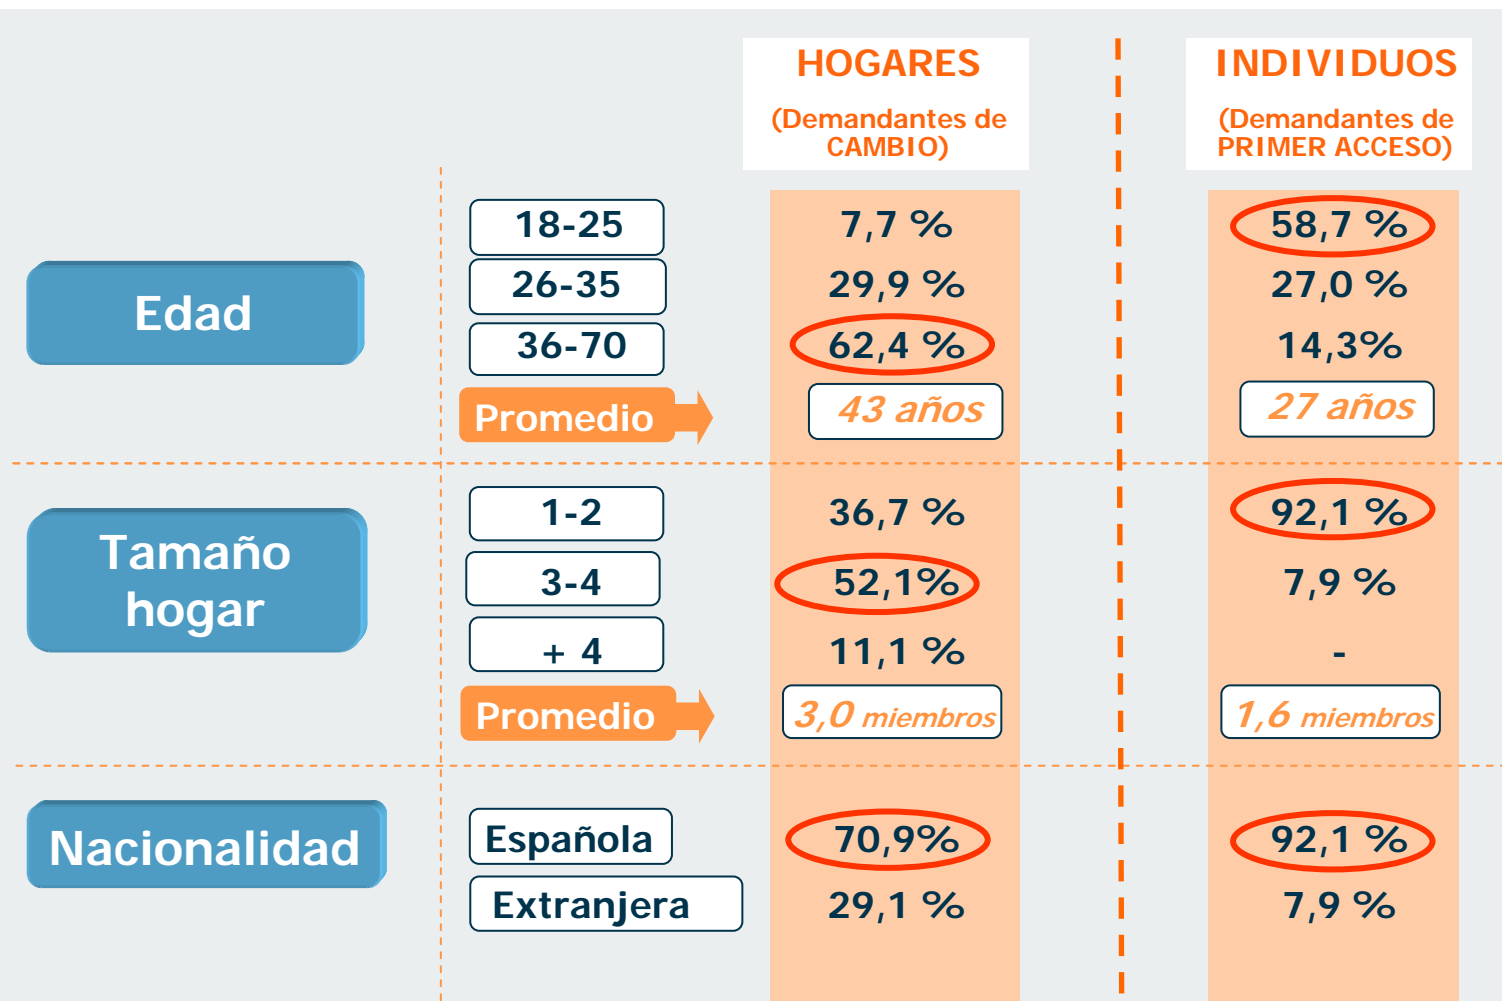 HOGARES
(Demandantes de
CAMBIO)
INDIVIDUOS
(Demandantes de
PRIMER ACCESO)
Edad
18-25
7,7 %
58,7 %
26-35
29,9 %
27,0 %
36-70
62,4 %
14,3%
Promedio
43 años
27 años
Tamaño
hogar
1-2
36,7 %
92,1 %
3-4
52,1%
7,9 %
+ 4
11,1 %
-
Promedio
3,0 miembros
1,6 miembros
Nacionalidad
Española
70,9%
92,1 %
Extranjera
29,1 %
7,9 %